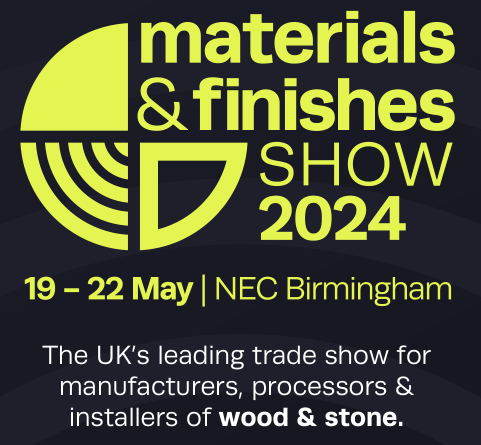 materials
& finishes
SHOW
2024
19 – 22 May | NEC Birmingham
The UK's leading trade show for
manufacturers, processors &
installers of wood & stone.